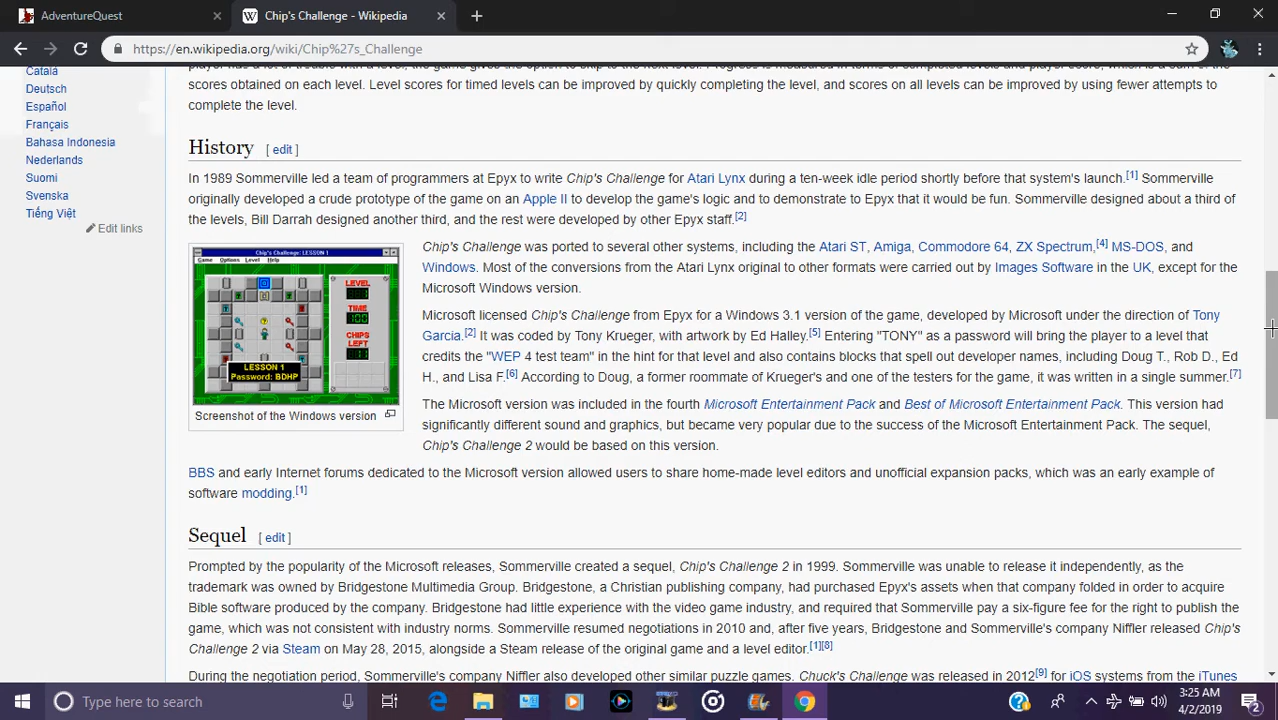 AdventureQuest
Chip's Challenge - Wikipedia
https://en.wikipedia.org/wiki/Chip%27s_Challenge
Català
Deutsch
Español
Français
Bahasa Indonesia
Nederlands
Suomi
Svenska
Tiếng Việt
Edit links
scores obtained on each level. Level scores for timed levels can be improved by quickly completing the level, and scores on all levels can be improved by using fewer attempts to
complete the level.
History [ edit ]
In 1989 Sommerville led a team of programmers at Epyx to write Chip's Challenge for Atari Lynx during a ten-week idle period shortly before that system's launch.[1] Sommerville
originally developed a crude prototype of the game on an Apple II to develop the game's logic and to demonstrate to Epyx that it would be fun. Sommerville designed about a third of
the levels, Bill Darrah designed another third, and the rest were developed by other Epyx staff.[2]
Chip's Challenge: LESSON 1
Game Options Level Help
LEVEL
1
TIME
100
CHIPS
LEFT
11
LESSON 1
Password: BDHP
Screenshot of the Windows version
Chip's Challenge was ported to several other systems, including the Atari ST, Amiga, Commodore 64, ZX Spectrum,[4] MS-DOS, and
Windows. Most of the conversions from the Atari Lynx original to other formats were carried out by Images Software in the UK, except for the
Microsoft Windows version.
Microsoft licensed Chip's Challenge from Epyx for a Windows 3.1 version of the game, developed by Microsoft under the direction of Tony
Garcia.[2] It was coded by Tony Krueger, with artwork by Ed Halley.[5] Entering "TONY" as a password will bring the player to a level that
credits the "WEP 4 test team" in the hint for that level and also contains blocks that spell out developer names, including Doug T., Rob D., Ed
H., and Lisa F.[6] According to Doug, a former roommate of Krueger's and one of the testers for the game, it was written in a single summer.[7]
The Microsoft version was included in the fourth Microsoft Entertainment Pack and Best of Microsoft Entertainment Pack. This version had
significantly different sound and graphics, but became very popular due to the success of the Microsoft Entertainment Pack. The sequel,
Chip's Challenge 2 would be based on this version.
BBS and early Internet forums dedicated to the Microsoft version allowed users to share home-made level editors and unofficial expansion packs, which was an early example of
software modding.[1]
Sequel [ edit ]
Prompted by the popularity of the Microsoft releases, Sommerville created a sequel, Chip's Challenge 2 in 1999. Sommerville was unable to release it independently, as the
trademark was owned by Bridgestone Multimedia Group. Bridgestone, a Christian publishing company, had purchased Epyx's assets when that company folded in order to acquire
Bible software produced by the company. Bridgestone had little experience with the video game industry, and required that Sommerville pay a six-figure fee for the right to publish the
game, which was not consistent with industry norms. Sommerville resumed negotiations in 2010 and, after five years, Bridgestone and Sommerville's company Niffler released Chip's
Challenge 2 via Steam on May 28, 2015, alongside a Steam release of the original game and a level editor.[1][8]
During the negotiation period, Sommerville's company Niffler also developed other similar puzzle games. Chuck's Challenge was released in 2012[9] for iOS systems from the iTunes
Type here to search
3:25 AM
4/2/2019
2